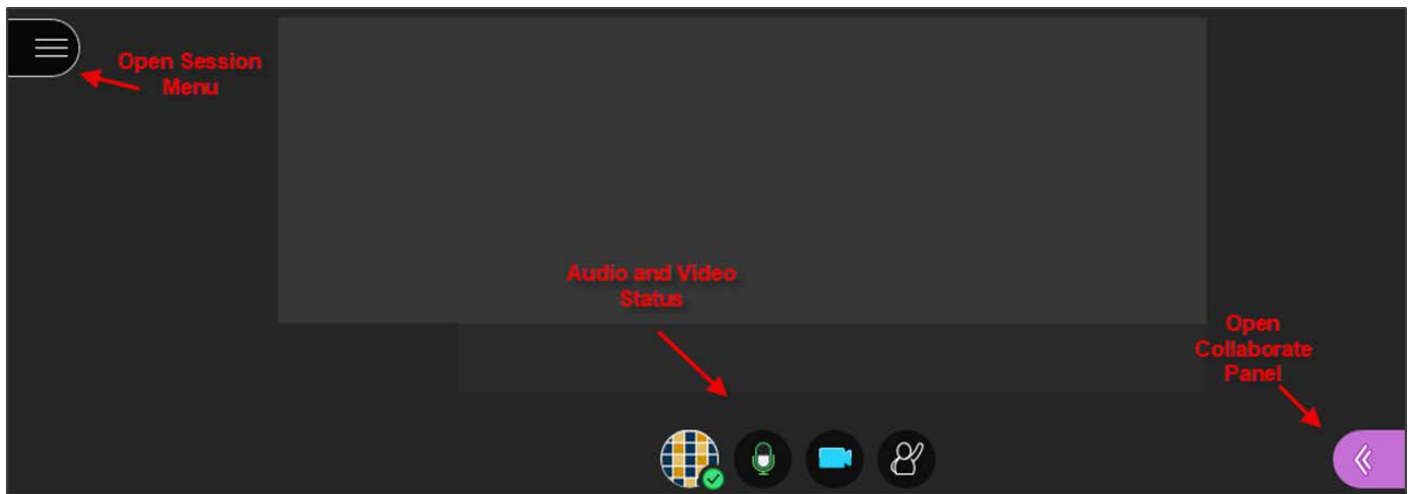 Open Session
Menu
Audio and Video
Status
Open
Collaborate
Panel